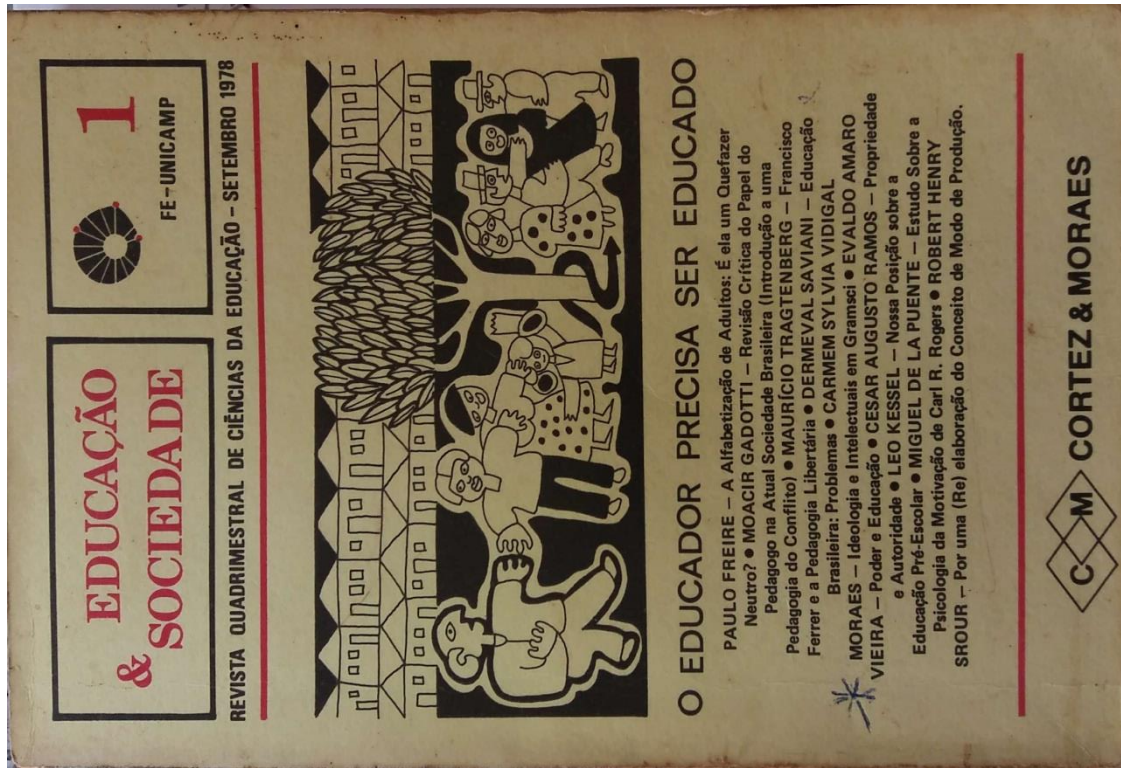 EDUCAÇÃO
& SOCIEDADE
1
FE-UNICAMP
REVISTA QUADRIMESTRAL DE CIÊNCIAS DA EDUCAÇÃO – SETEMBRO 1978
O EDUCADOR PRECISA SER EDUCADO
PAULO FREIRE – A Alfabetização de Adultos: É ela um Quefazer
Neutro? ● MOACIR GADOTTI – Revisão Crítica do Papel do
Pedagogo na Atual Sociedade Brasileira (Introdução a uma
Pedagogia do Conflito) ● MAURÍCIO TRAGTENBERG – Francisco
Ferrer e a Pedagogia Libertária ● DERMEVAL SAVIANI – Educação
Brasileira: Problemas ● CARMEM SYLVIA VIDIGAL
MORAES – Ideologia e Intelectuais em Gramsci ● EVALDO AMARO
VIEIRA – Poder e Educação ● CESAR AUGUSTO RAMOS – Propriedade
e Autoridade ● LEO KESSEL – Nossa Posição sobre a
Educação Pré-Escolar ● MIGUEL DE LA PUENTE – Estudo Sobre a
Psicologia da Motivação de Carl R. Rogers ● ROBERT HENRY
SROUR – Por uma (Re) elaboração do Conceito de Modo de Produção.
C M CORTEZ & MORAES